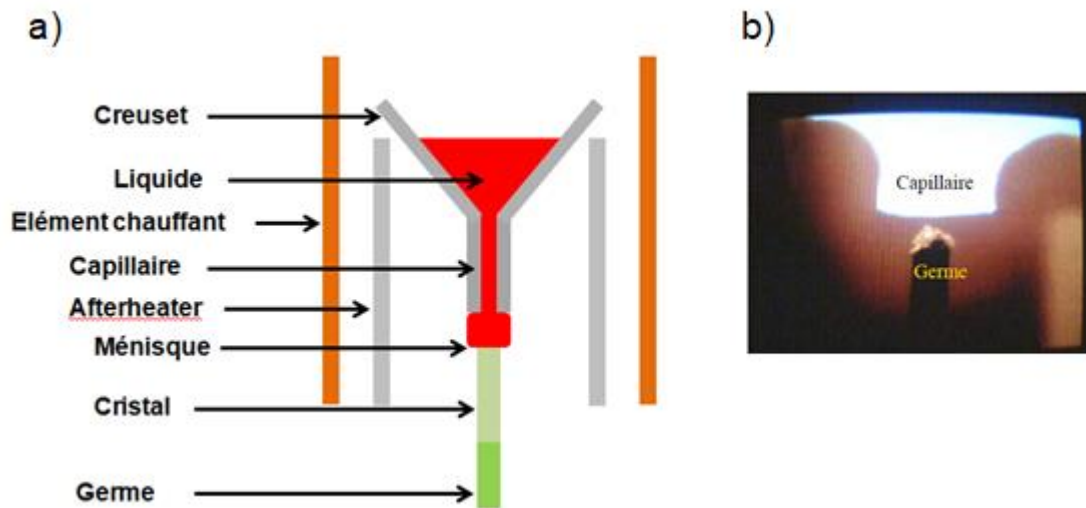 a)
b)
Creuset
Liquide
Elément chauffant
Capillaire
Afterheater
Ménisque
Cristal
Germe
Capillaire
Germe